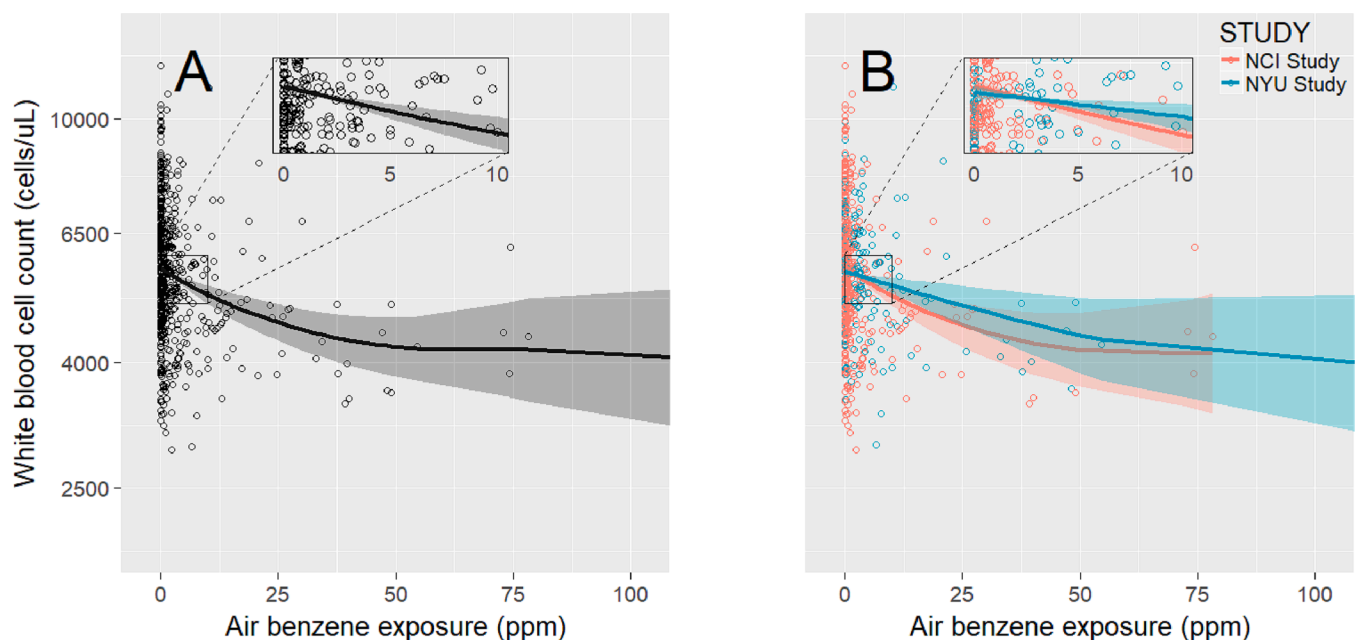 A
B
STUDY
NCI Study
NYU Study
White blood cell count (cells/uL)
10000
6500
4000
2500
0 5 10
0 5 10
0 25 50 75 100
0 25 50 75 100
Air benzene exposure (ppm)
Air benzene exposure (ppm)